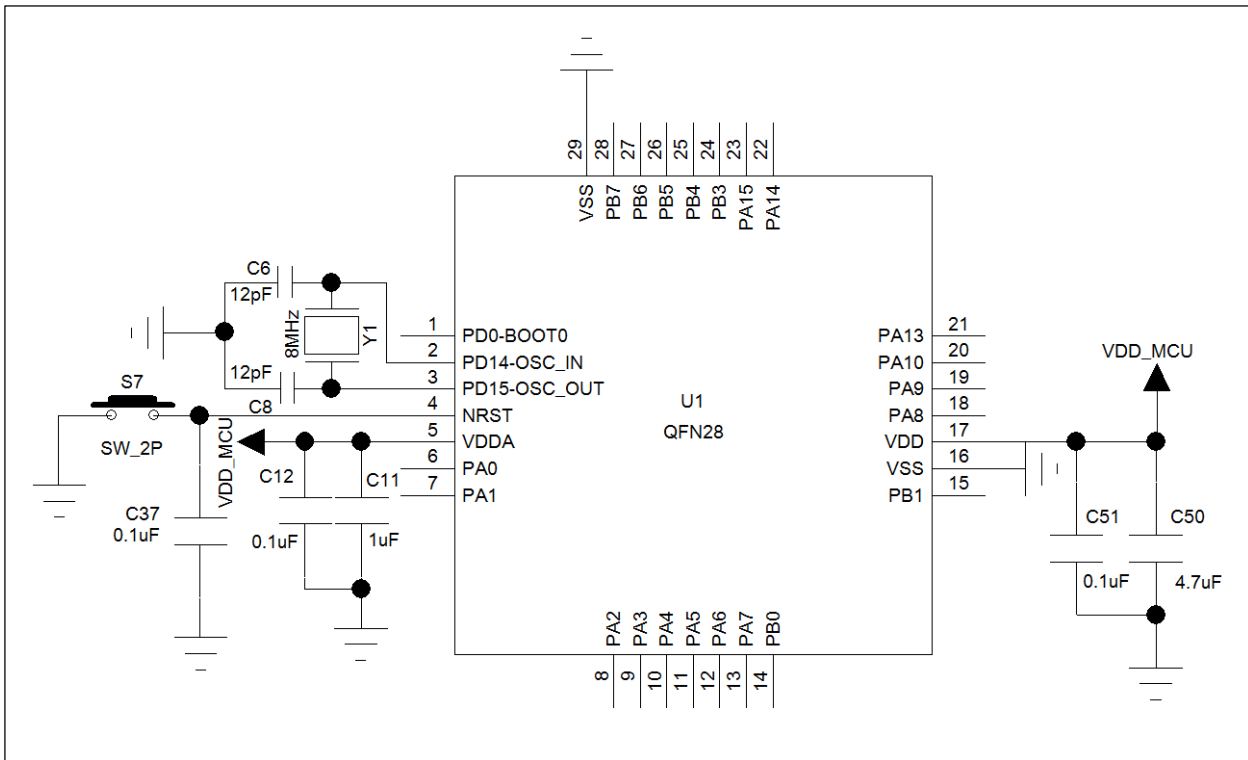 29
28
27
26
25
24
23
22
VSS
PB7
PB6
PB5
PB4
PB3
PA15
PA14
C6
12pF
8MHz
Y1
12pF
C8
S7
SW_2P
VDD_MCU
C37
0.1uF
C12
0.1uF
C11
1uF
1 PD0-BOOT0
2 PD14-OSC_IN
3 PD15-OSC_OUT
4 NRST
5 VDDA
6 PA0
7 PA1
U1
QFN28
PA13 21
PA10 20
PA9 19
PA8 18
VDD 17
VSS 16
PB1 15
VDD_MCU
C51
0.1uF
C50
4.7uF
PA2
PA3
PA4
PA5
PA6
PA7
PB0
8
9
10
11
12
13
14